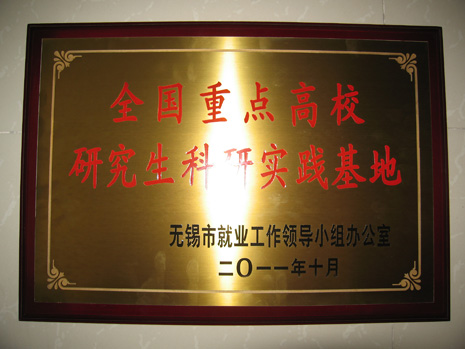 全国重点高校
研究生科研实践基地
无锡市就业工作领导小组办公室
二〇一一年十月